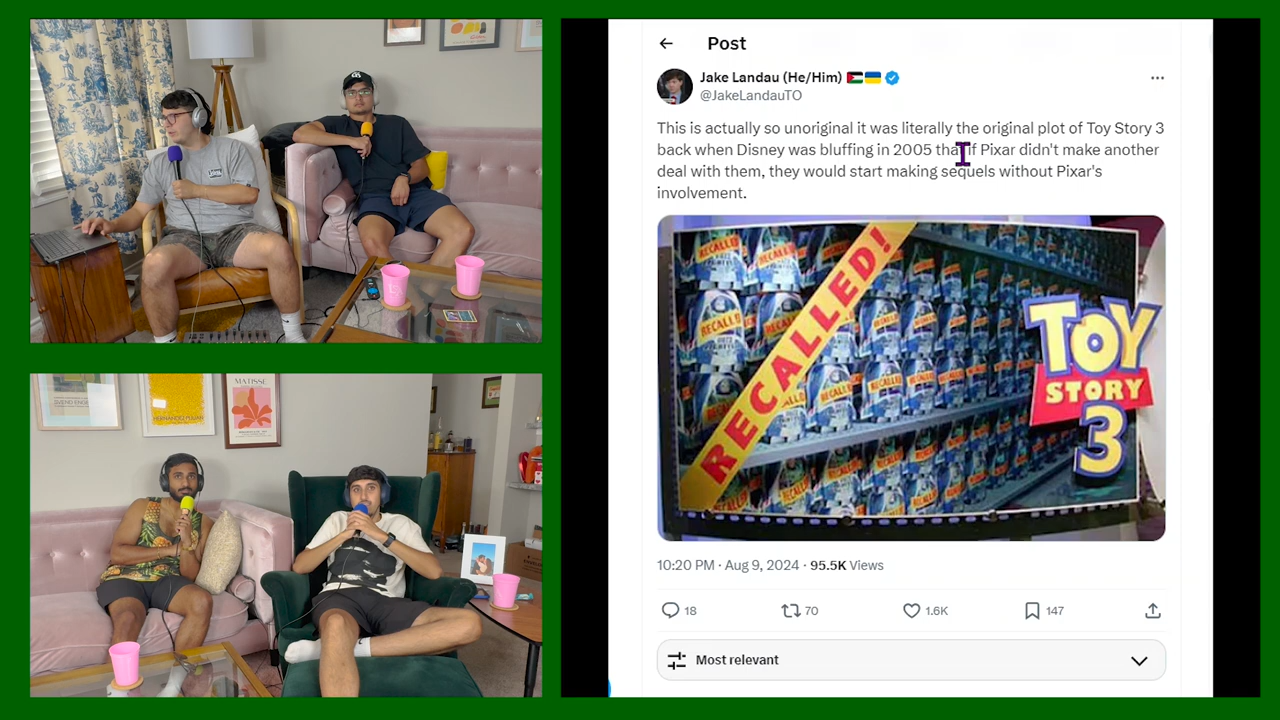 Post
Jake Landau (He/Him)
@JakeLandauTO
This is actually so unoriginal it was literally the original plot of Toy Story 3
back when Disney was bluffing in 2005 that if Pixar didn't make another
deal with them, they would start making sequels without Pixar's
involvement.
RECALLED!
TOY
STORY
3
RECALLED
RECALLED
RECALLED
10:20 PM · Aug 9, 2024 · 95.5K Views
18
70
1.6K
147
Most relevant
MATISSE